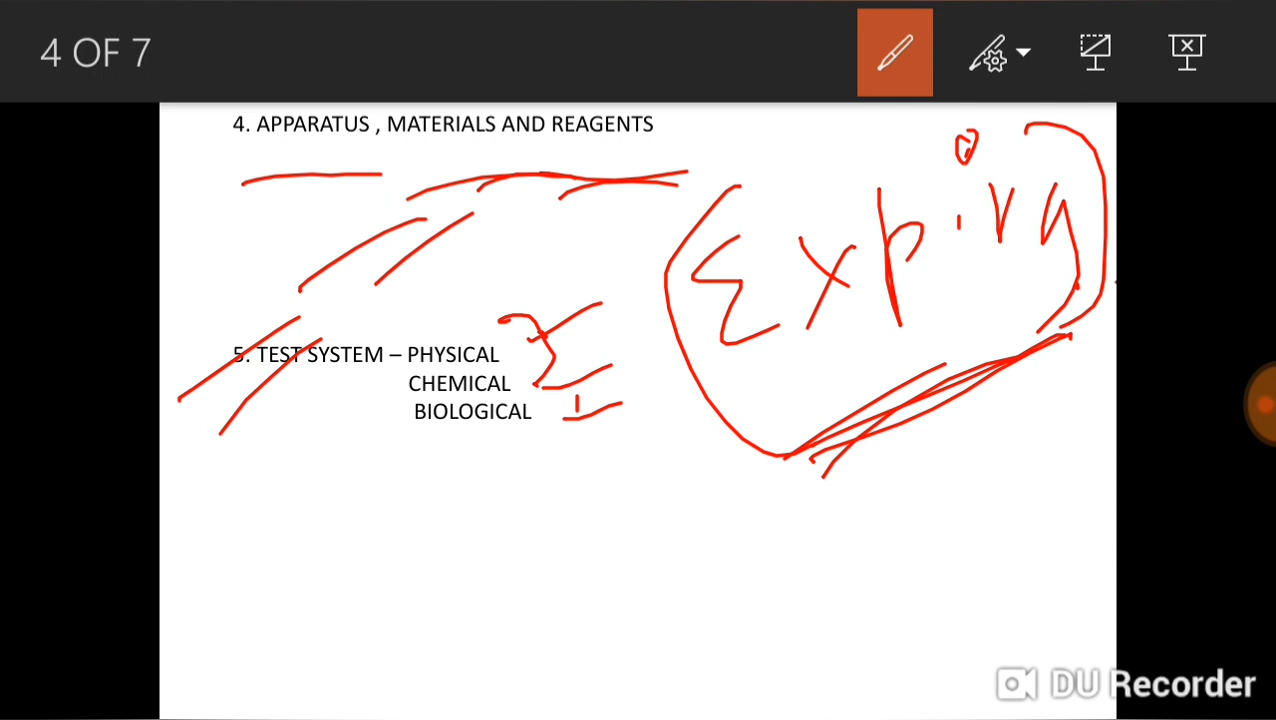 4 OF 7
4. APPARATUS , MATERIALS AND REAGENTS
Expiry
5. TEST SYSTEM – PHYSICAL
CHEMICAL
BIOLOGICAL
DU Recorder